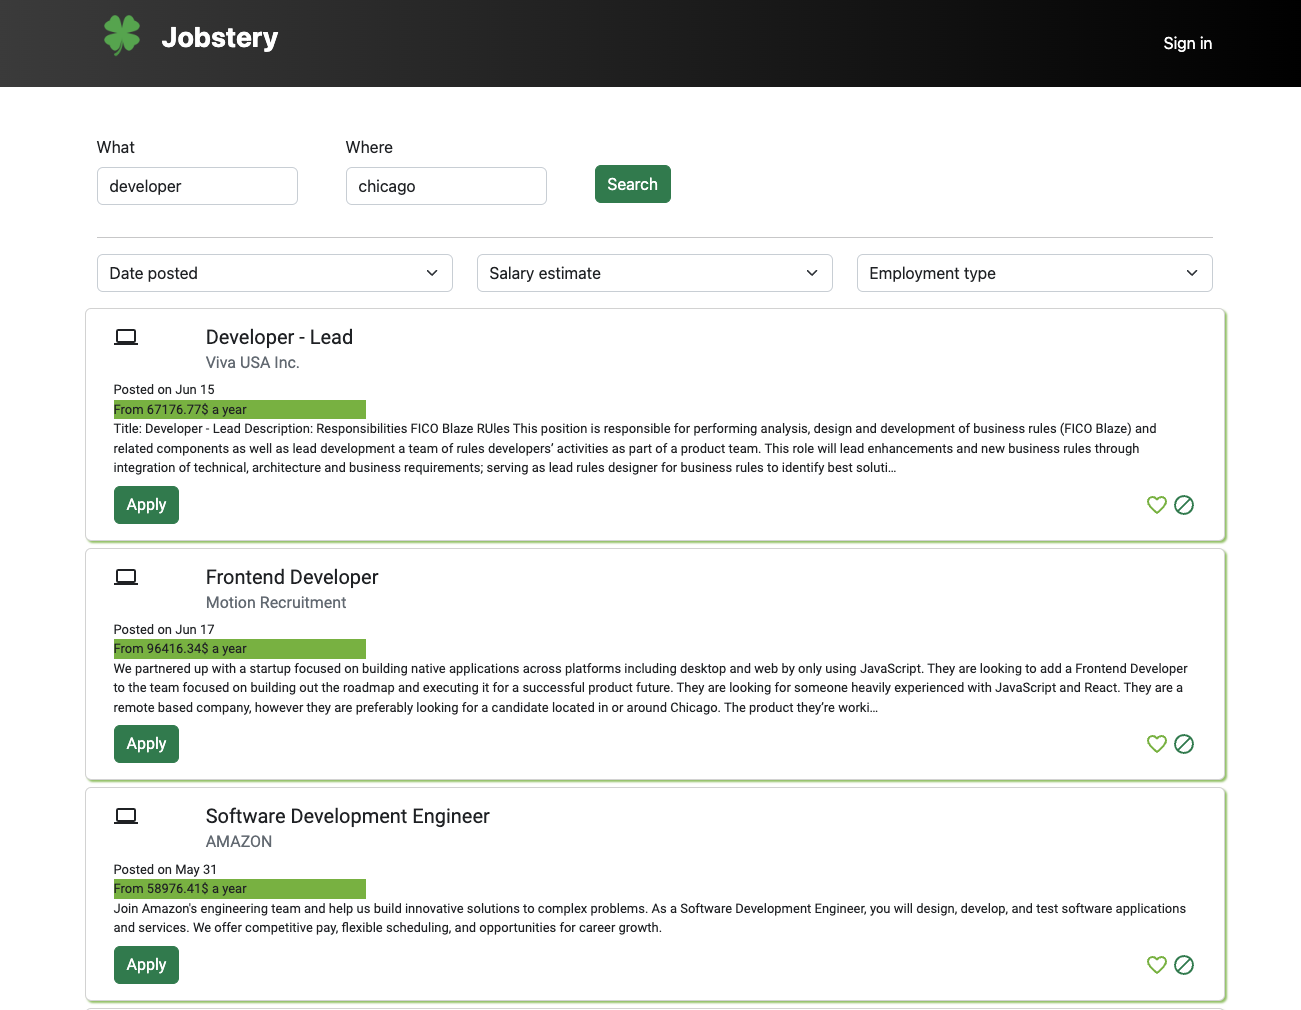 Jobstery
Sign in
What
Where
developer
chicago
Search
Date posted
Salary estimate
Employment type
Developer - Lead
Viva USA Inc.
Posted on Jun 15
From 67176.77$ a year
Title: Developer - Lead Description: Responsibilities FICO Blaze RUles This position is responsible for performing analysis, design and development of business rules (FICO Blaze) and
related components as well as lead development a team of rules developers’ activities as part of a product team. This role will lead enhancements and new business rules through
integration of technical, architecture and business requirements; serving as lead rules designer for business rules to identify best soluti…
Apply
Frontend Developer
Motion Recruitment
Posted on Jun 17
From 96416.34$ a year
We partnered up with a startup focused on building native applications across platforms including desktop and web by only using JavaScript. They are looking to add a Frontend Developer
to the team focused on building out the roadmap and executing it for a successful product future. They are looking for someone heavily experienced with JavaScript and React. They are a
remote based company, however they are preferably looking for a candidate located in or around Chicago. The product they’re worki…
Apply
Software Development Engineer
AMAZON
Posted on May 31
From 58976.41$ a year
Join Amazon's engineering team and help us build innovative solutions to complex problems. As a Software Development Engineer, you will design, develop, and test software applications
and services. We offer competitive pay, flexible scheduling, and opportunities for career growth.
Apply